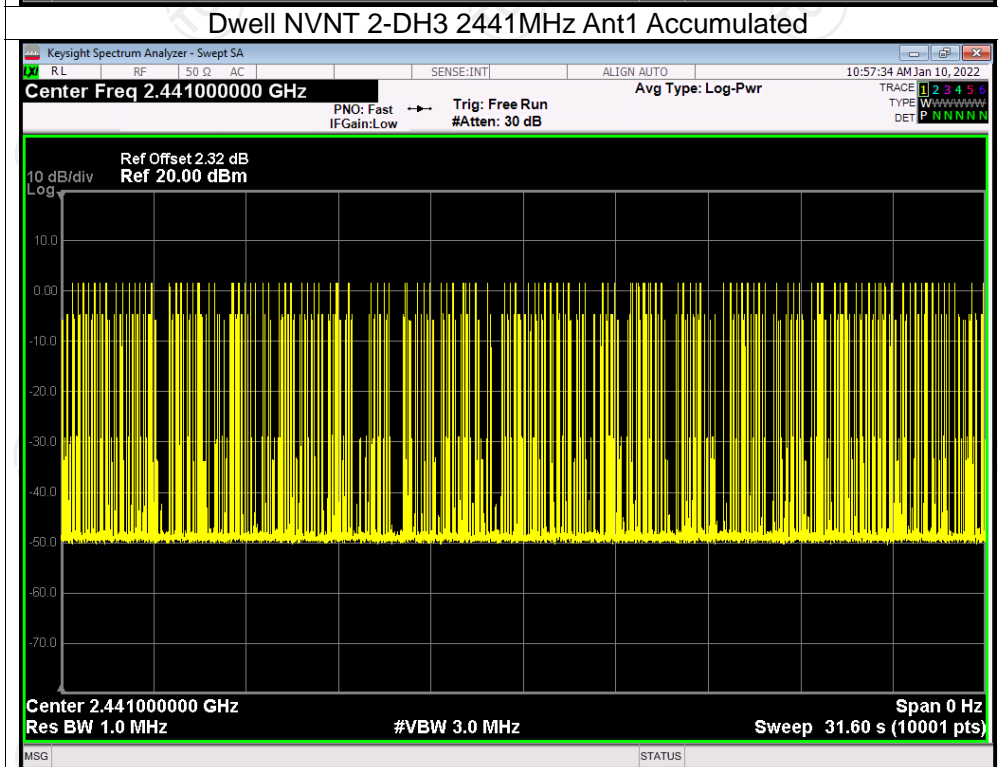 Dwell NVNT 2-DH3 2441MHz Ant1 Accumulated
Keysight Spectrum Analyzer - Swept SA
LXI RL RF 50 Ω AC SENSE:INT ALIGN AUTO 10:57:34 AM Jan 10, 2022
Center Freq 2.441000000 GHz Avg Type: Log-Pwr TRACE 1 2 3 4 5 6
PNO: Fast Trig: Free Run TYPE WWWWWW
IFGain:Low #Atten: 30 dB DET P N N N N N
Ref Offset 2.32 dB
10 dB/div Ref 20.00 dBm
Log
10.0
0.00
-10.0
-20.0
-30.0
-40.0
-50.0
-60.0
-70.0
Center 2.441000000 GHz Span 0 Hz
Res BW 1.0 MHz #VBW 3.0 MHz Sweep 31.60 s (10001 pts)
MSG STATUS